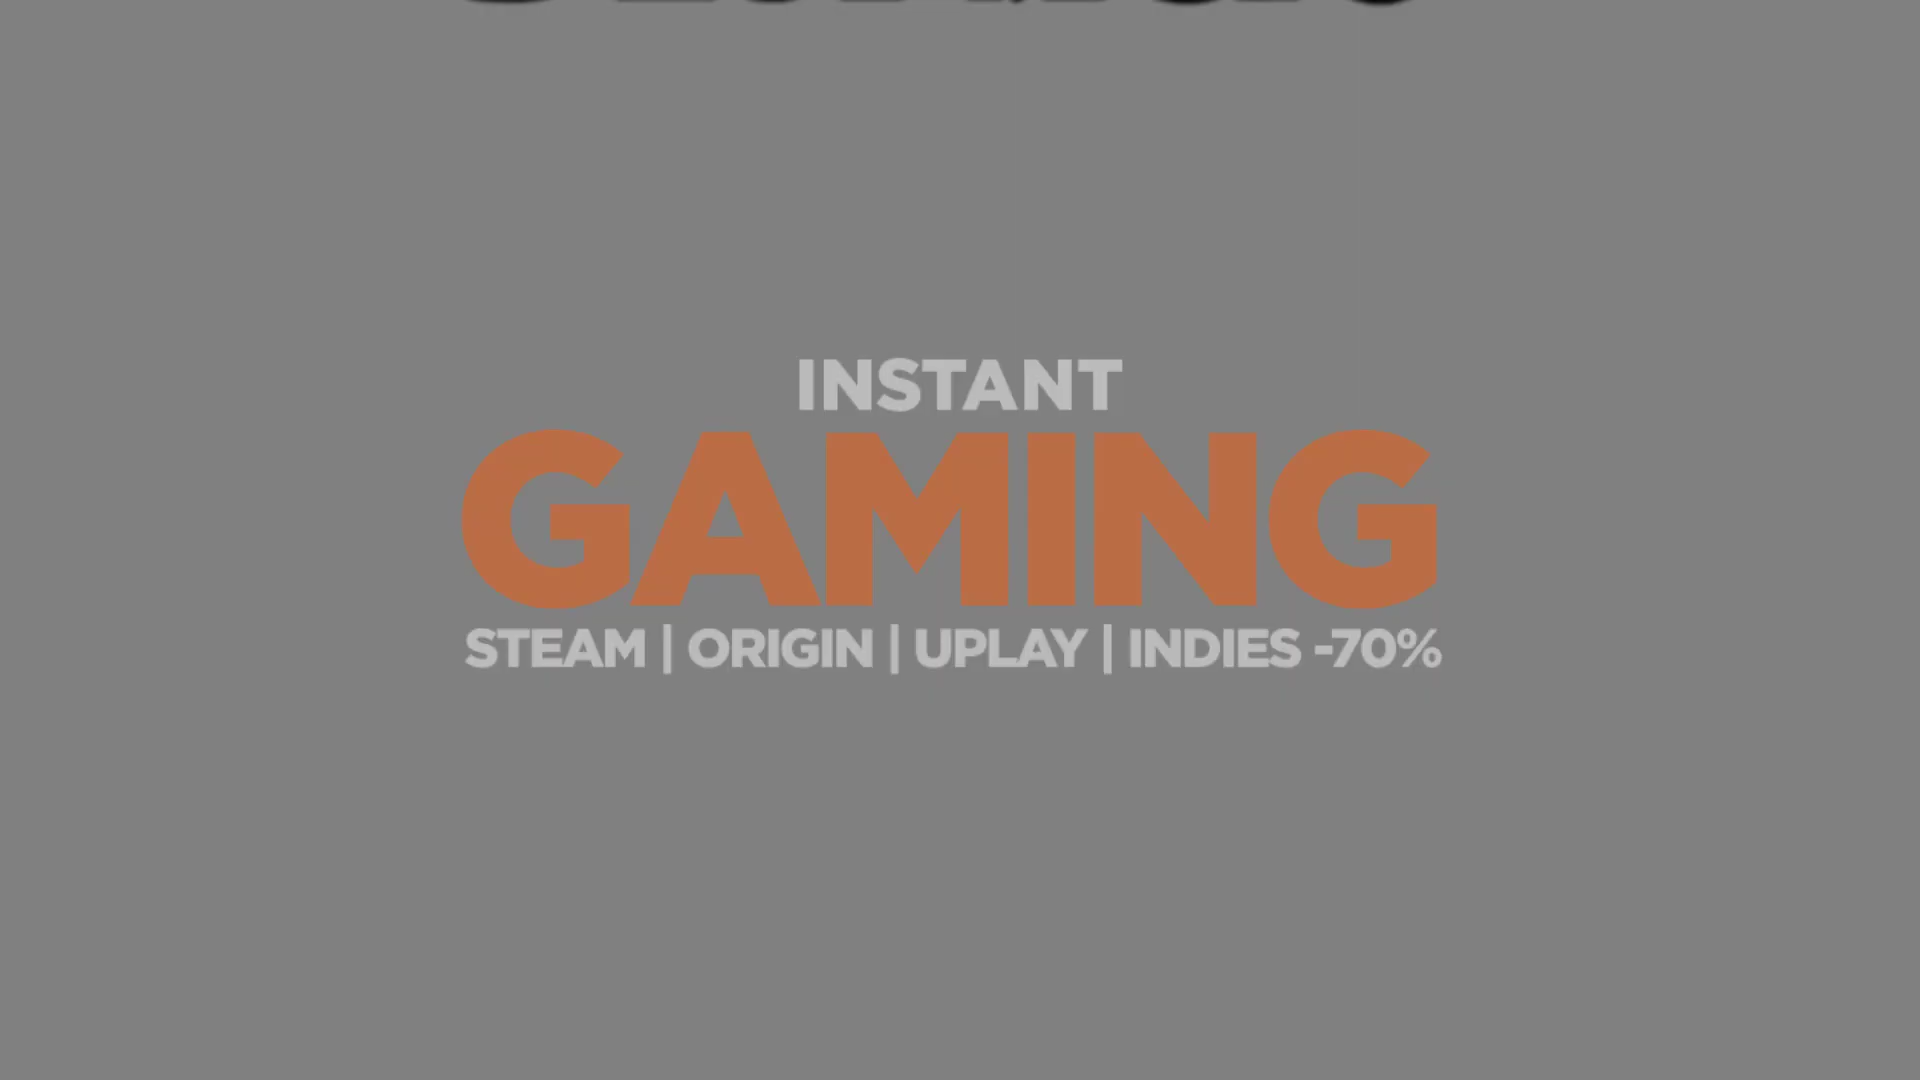 INSTANT
GAMING
STEAM | ORIGIN | UPLAY | INDIES -70%